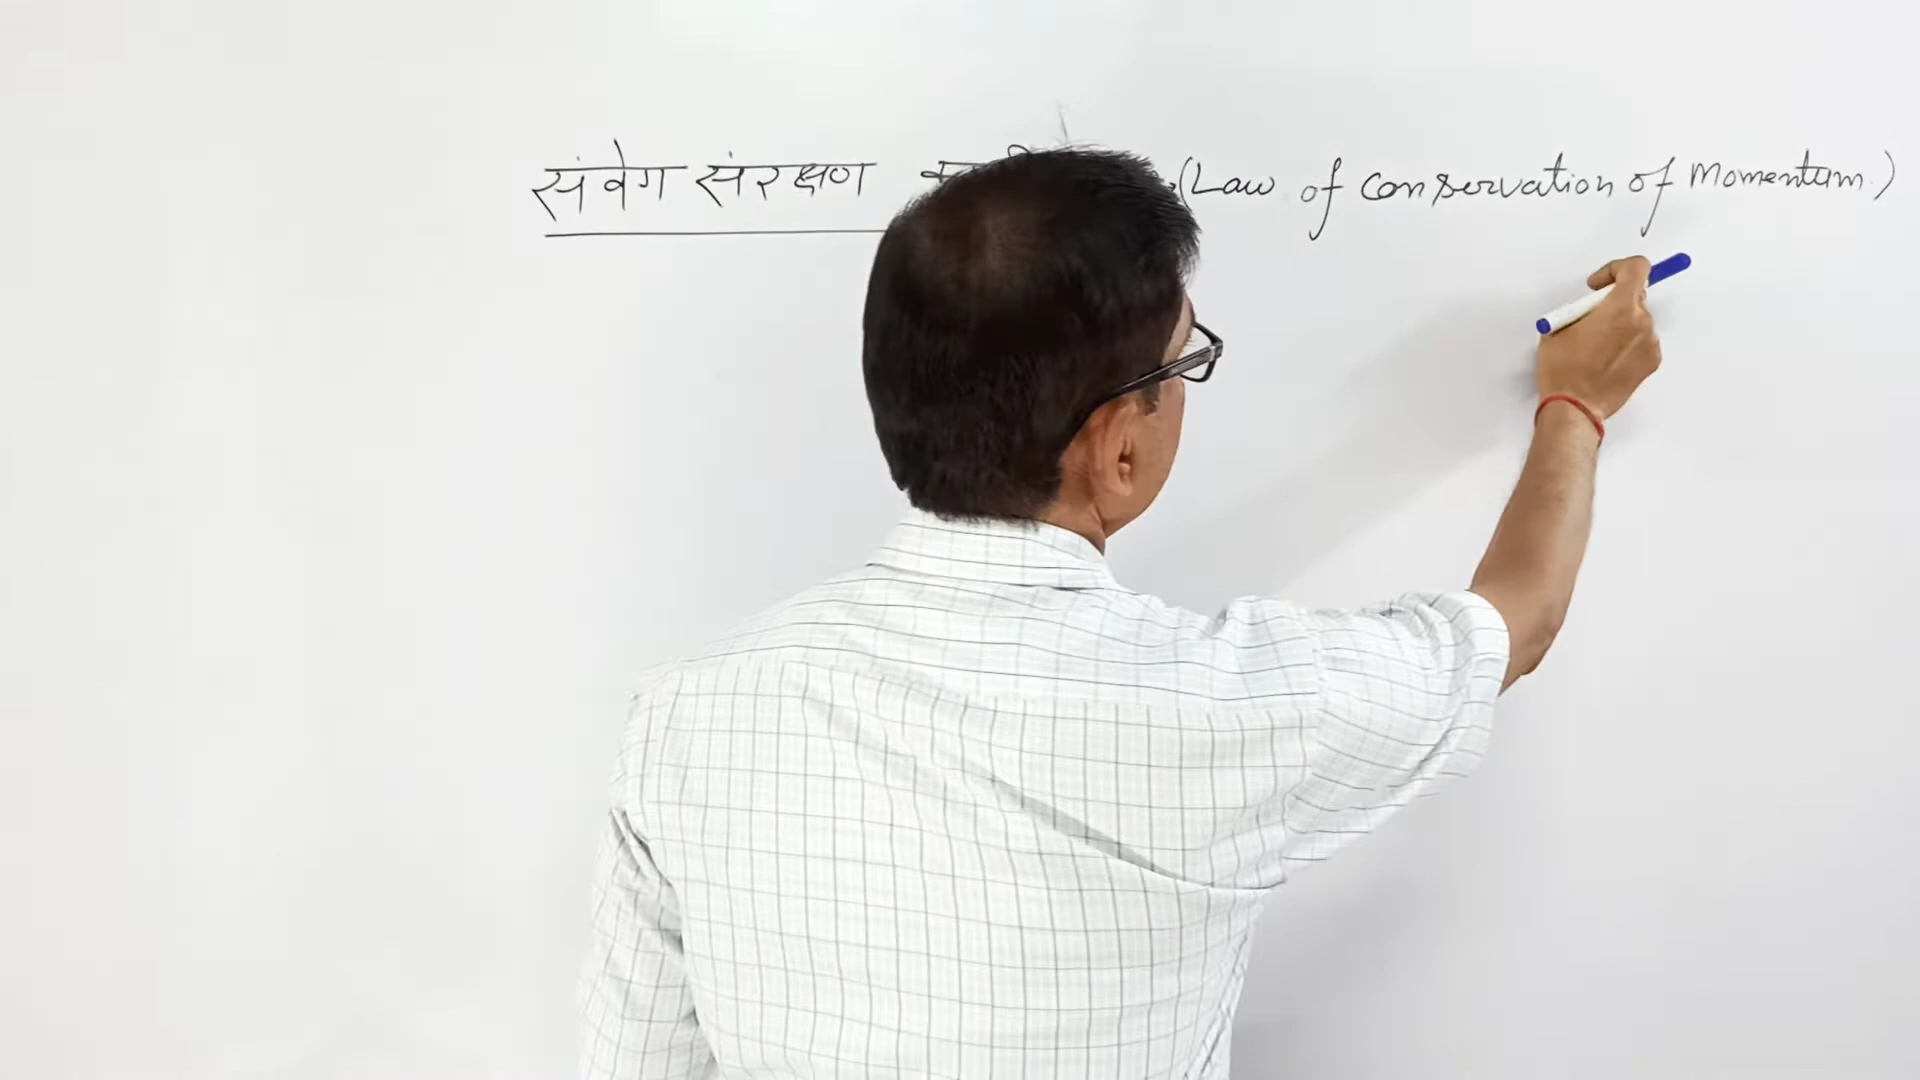 संवेग संरक्षण (Law of conservation of Momentum.)